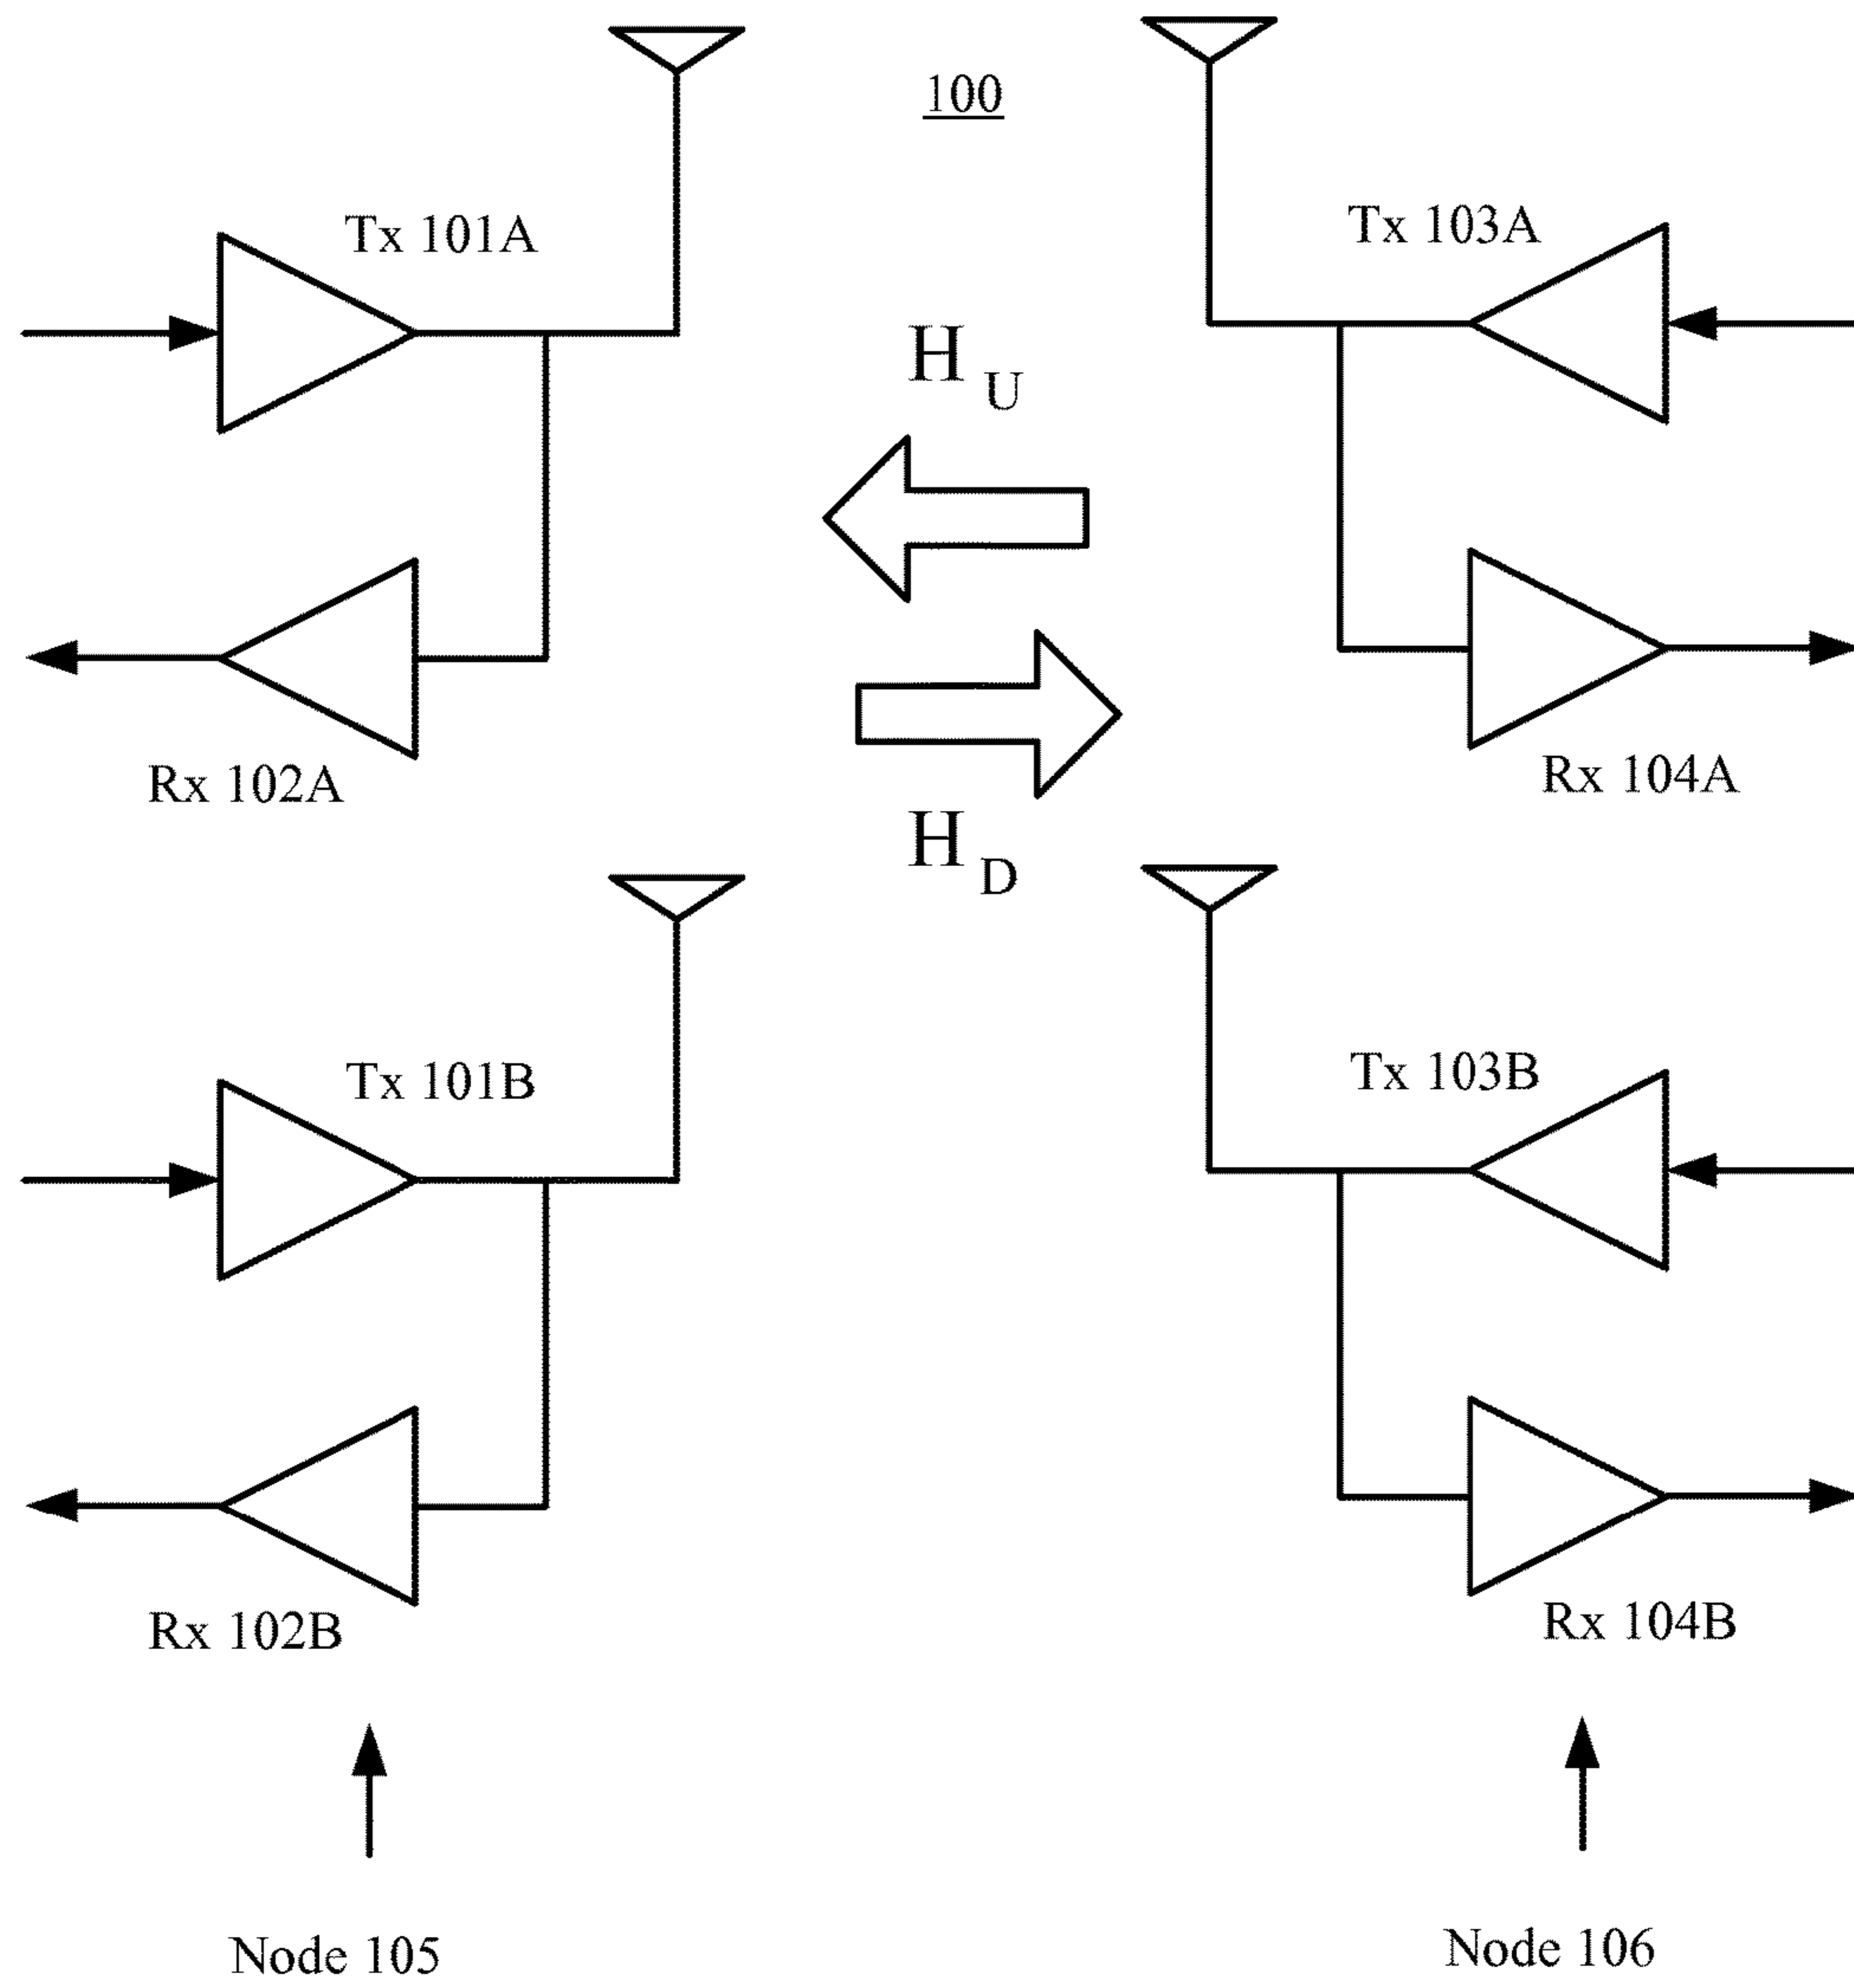 100
Tx 101A
Tx 103A
H U
Rx 102A
Rx 104A
H D
Tx 101B
Tx 103B
Rx 102B
Rx 104B
Node 105
Node 106